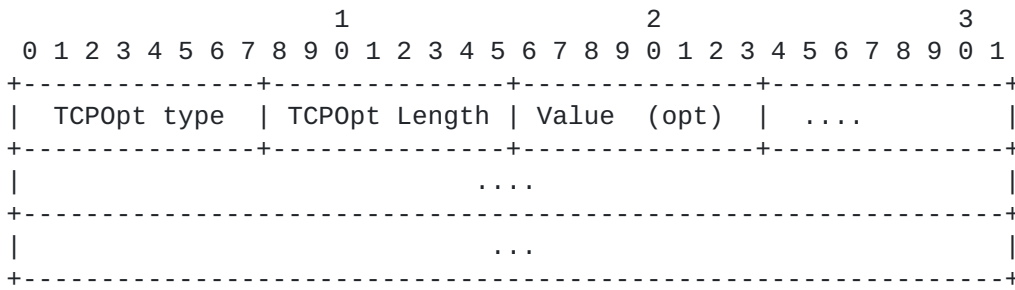 1                   2                   3
 0 1 2 3 4 5 6 7 8 9 0 1 2 3 4 5 6 7 8 9 0 1 2 3 4 5 6 7 8 9 0 1
+---------------+---------------+---------------+---------------+
|  TCPOpt type  | TCPOpt Length | Value  (opt)  |  ....         |
+---------------+---------------+---------------+---------------+
|                             ....                              |
+---------------------------------------------------------------+
|                              ...                              |
+---------------------------------------------------------------+